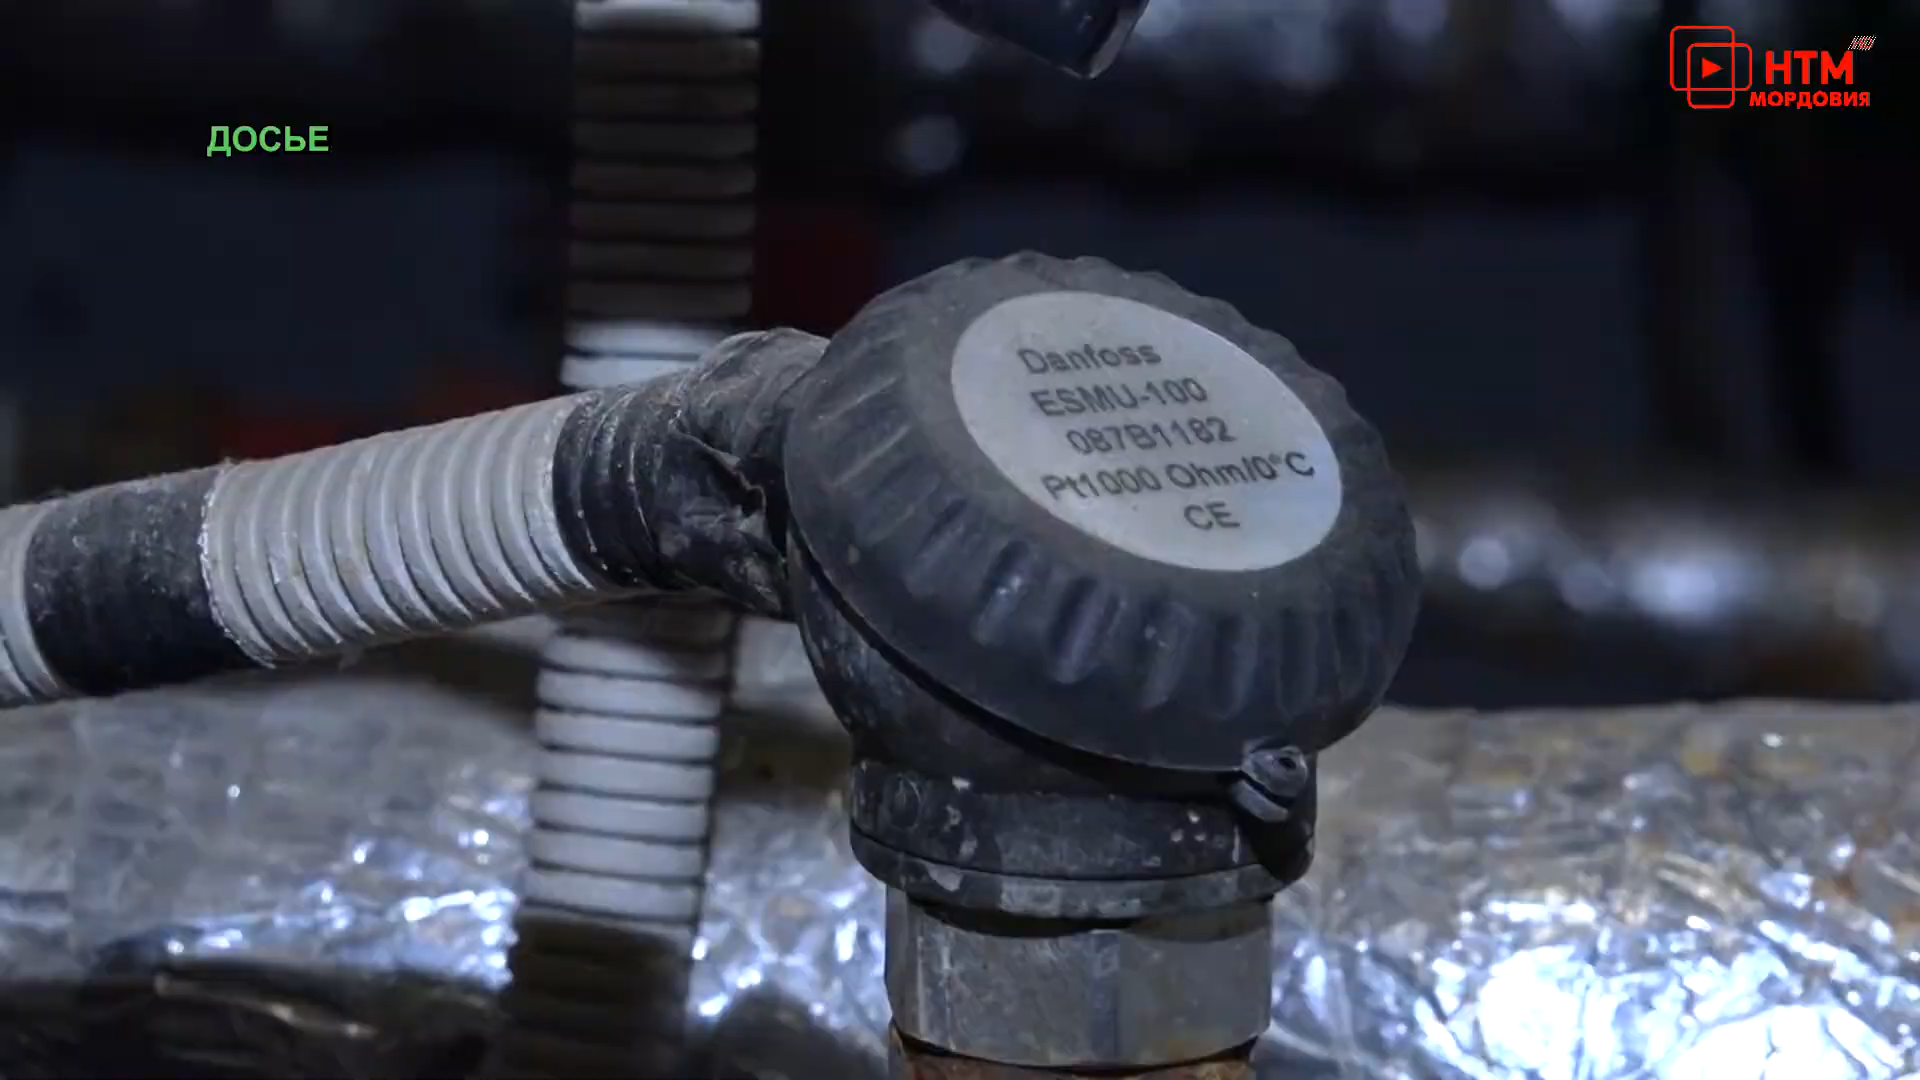 ДОСЬЕ
НТМ
МОРДОВИЯ
Danfoss
ESMU-100
087B1182
Pt1000 Ohm/0°C
CE